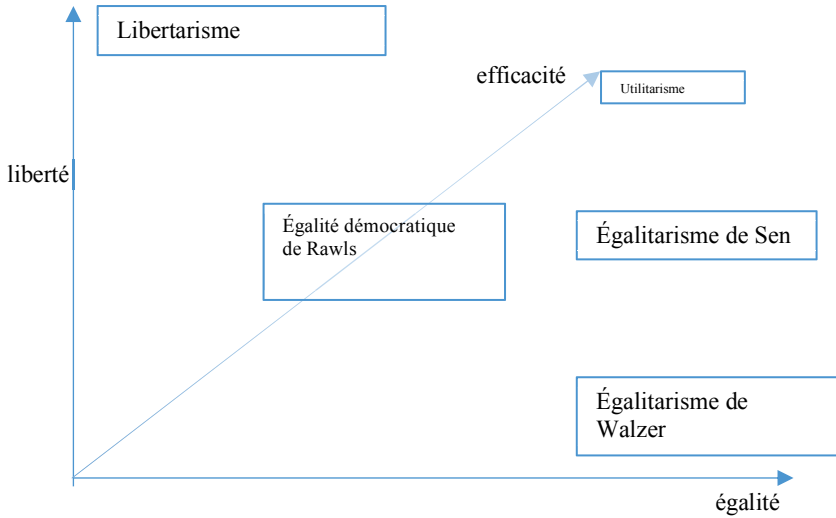 Libertarisme
efficacité
Utilitarisme
liberté
Égalité démocratique
de Rawls
Égalitarisme de Sen
Égalitarisme de
Walzer
égalité